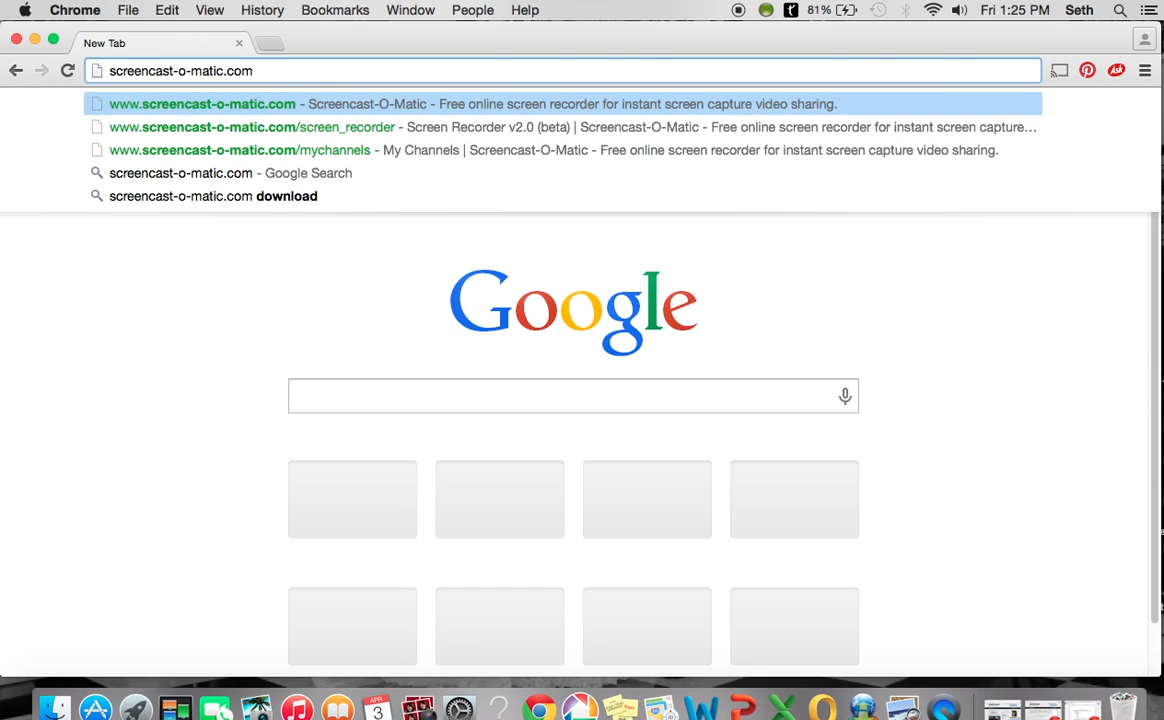 Chrome File Edit View History Bookmarks Window People Help 81% Fri 1:25 PM Seth
New Tab
screencast-o-matic.com Ask
www.screencast-o-matic.com - Screencast-O-Matic - Free online screen recorder for instant screen capture video sharing.
www.screencast-o-matic.com/screen_recorder - Screen Recorder v2.0 (beta) | Screencast-O-Matic - Free online screen recorder for instant screen capture...
www.screencast-o-matic.com/mychannels - My Channels | Screencast-O-Matic - Free online screen recorder for instant screen capture video sharing.
screencast-o-matic.com - Google Search
screencast-o-matic.com download
Google
APR
3